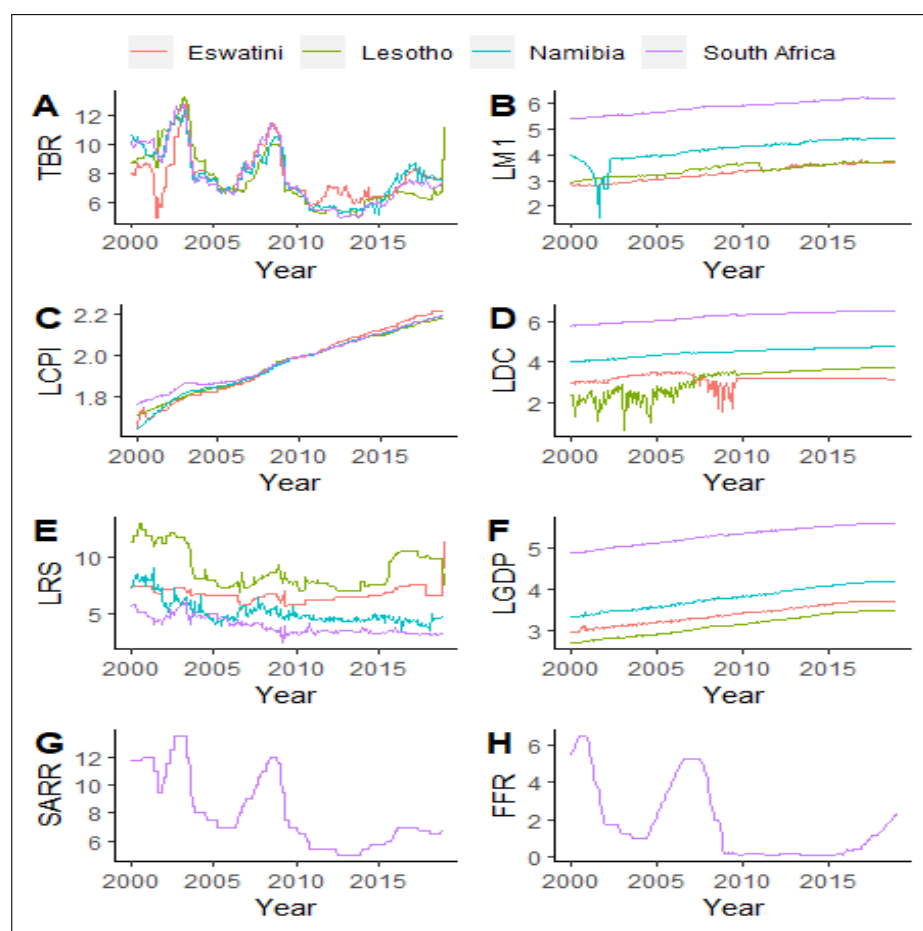 Eswatini Lesotho Namibia South Africa
A
TBR
12
10
8
6
2000 2005 2010 2015
Year
B
LM1
6
5
4
3
2
2000 2005 2010 2015
Year
C
LCPI
2.2
2.0
1.8
2000 2005 2010 2015
Year
D
LDC
6
4
2
2000 2005 2010 2015
Year
E
LRS
10
5
2000 2005 2010 2015
Year
F
LGDP
5
4
3
2000 2005 2010 2015
Year
G
SARR
12
10
8
6
2000 2005 2010 2015
Year
H
FFR
6
4
2
0
2000 2005 2010 2015
Year